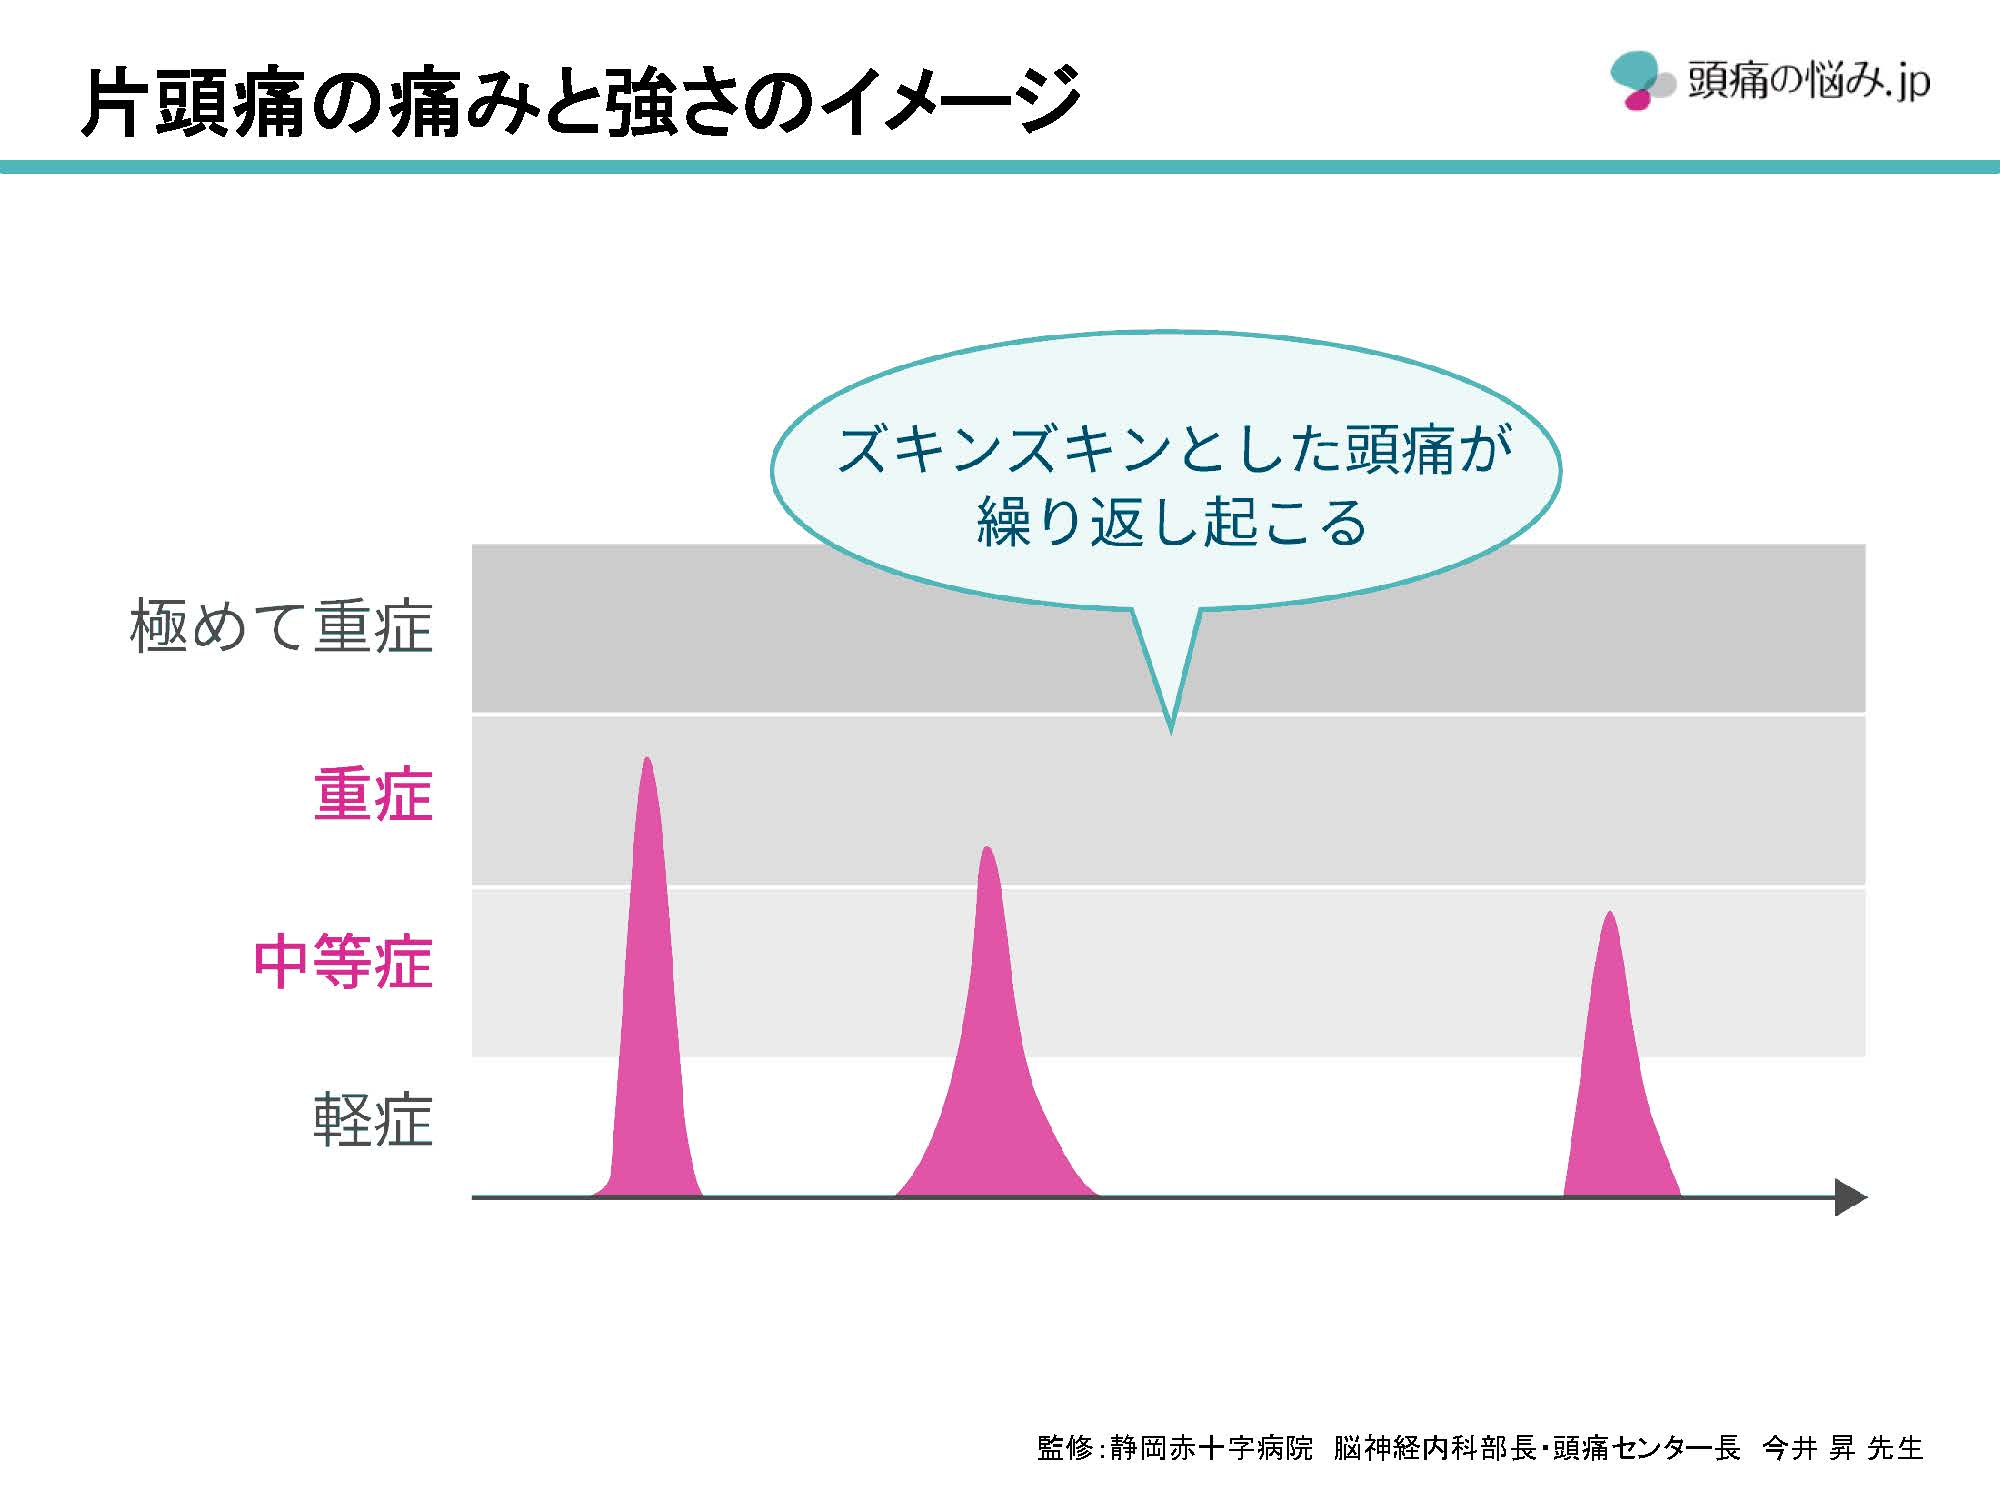 片頭痛の痛みと強さのイメージ
頭痛の悩み.jp
ズキンズキンとした頭痛が
繰り返し起こる
極めて重症
重症
中等症
軽症
監修：静岡赤十字病院　脳神経内科部長・頭痛センター長　今井 昇 先生